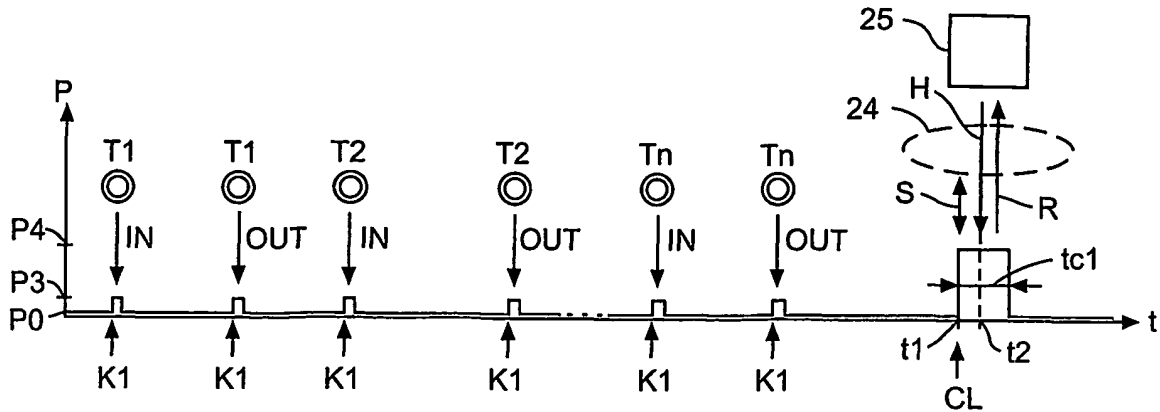 25
P
H
24
T1 T1 T2 T2 Tn Tn
S R
P4 IN OUT IN OUT IN OUT
tc1
P3
P0
t
t1 t2
K1 K1 K1 K1 K1 K1
CL